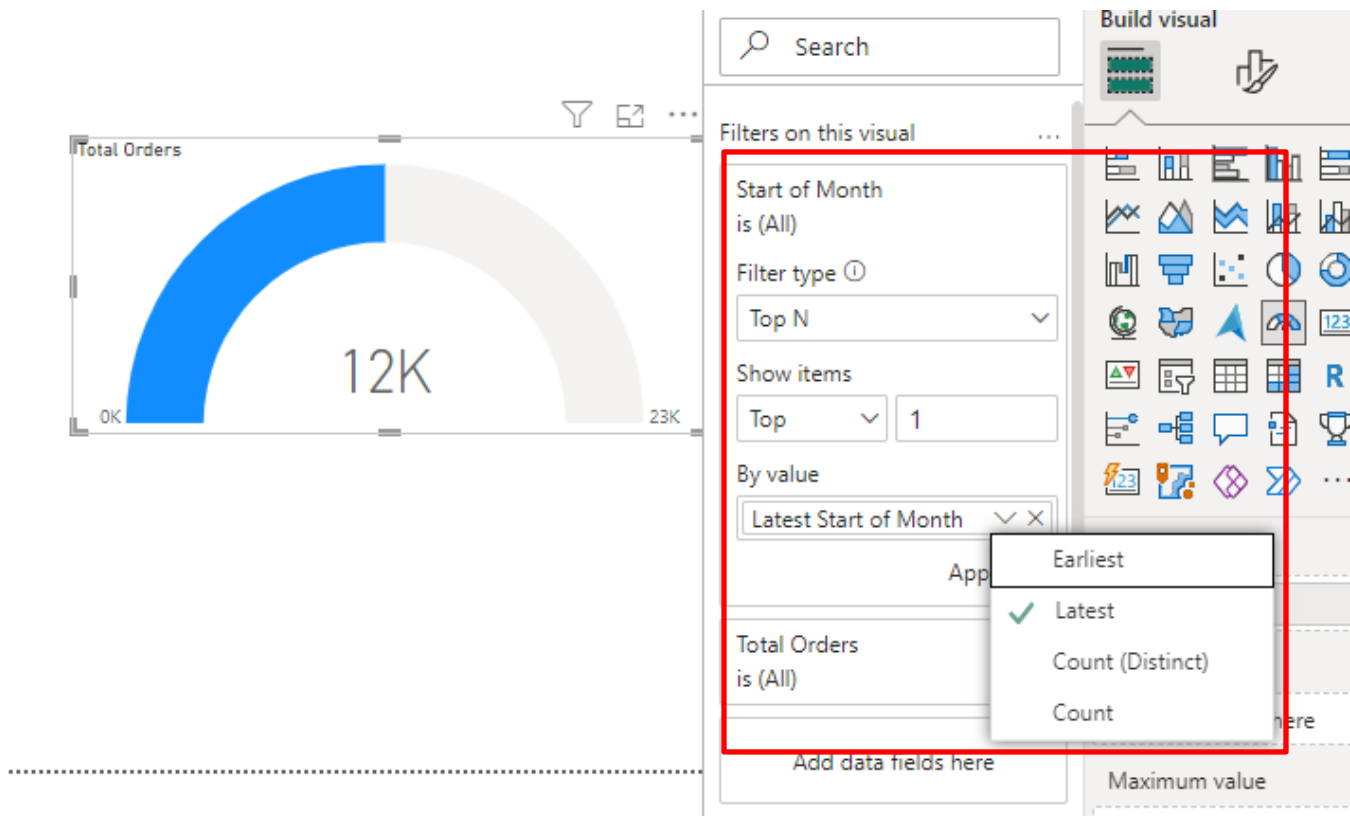 Search
Build visual
Filters on this visual
Total Orders
12K
0K
23K
Start of Month
is (All)
Filter type
Top N
Show items
Top
1
By value
Latest Start of Month
App
Earliest
Latest
Count (Distinct)
Count
Total Orders
is (All)
Add data fields here
here
Maximum value
123
R
123